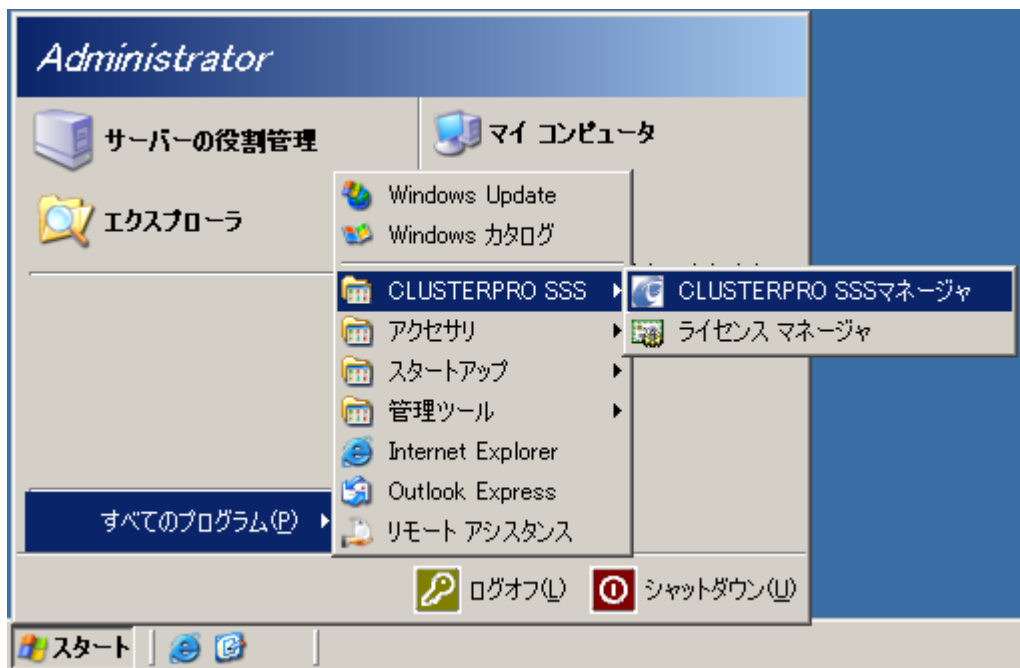 Administrator
サーバーの役割管理
マイ コンピュータ
エクスプローラ
Windows Update
Windows カタログ
CLUSTERPRO SSS
CLUSTERPRO SSSマネージャ
アクセサリ
ライセンス マネージャ
スタートアップ
管理ツール
Internet Explorer
Outlook Express
すべてのプログラム(P)
リモート アシスタンス
ログオフ(L)
シャットダウン(U)
スタート